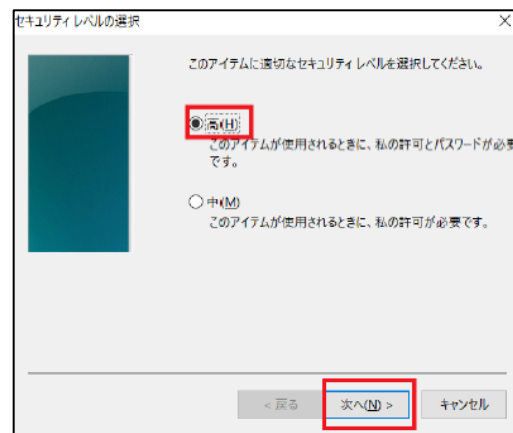 セキュリティ レベルの選択
このアイテムに適切なセキュリティ レベルを選択してください。
高(H)
このアイテムが使用されるときに、私の許可とパスワードが必要
です。
中(M)
このアイテムが使用されるときに、私の許可が必要です。
< 戻る
次へ(N) >
キャンセル